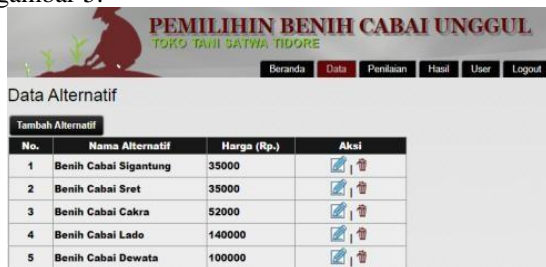 PEMILIHIN BENIH CABAI UNGGUL
TOKO TANI SATWA TIDORE
Beranda Data Penilaian Hasil User Logout
Data Alternatif
Tambah Alternatif
No. Nama Alternatif Harga (Rp.) Aksi
1 Benih Cabai Sigantung 35000 |
2 Benih Cabai Sret 35000 |
3 Benih Cabai Cakra 52000 |
4 Benih Cabai Lado 140000 |
5 Benih Cabai Dewata 100000 |